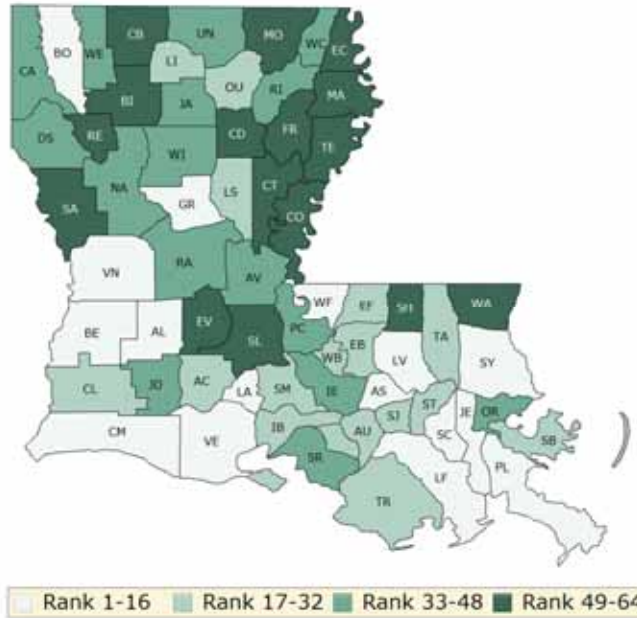 CB
UN
MO
WC
EC
BO
WE
LI
CA
OU
RI
MA
BI
JA
DS
RE
CD
FR
TE
WI
NA
LS
CT
SA
GR
CO
RA
VN
AV
WF
EF
SH
WA
EV
PC
TA
BE
AL
SL
EB
WB
LV
SY
JD
AC
CL
LA
SM
IE
AS
ST
JE
OR
SJ
CM
VE
IB
AU
SC
SB
SR
PL
LF
TR
Rank 1-16 Rank 17-32 Rank 33-48 Rank 49-64